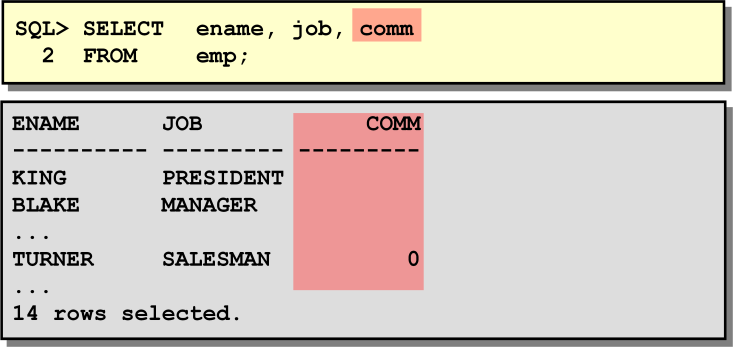 SQL> SELECT ename, job, comm
2 FROM emp;
ENAME JOB COMM
---------- --------- ---------
KING PRESIDENT
BLAKE MANAGER
...
TURNER SALESMAN 0
...
14 rows selected.